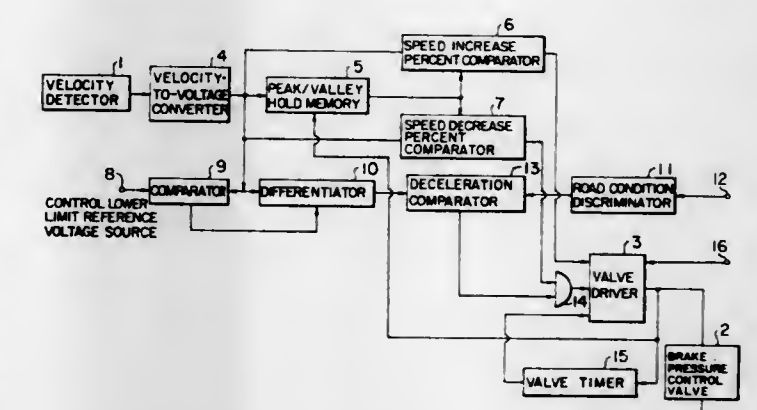 6
SPEED INCREASE
PERCENT COMPARATOR
1
VELOCITY
DETECTOR
4
VELOCITY-
TO-VOLTAGE
CONVERTER
5
PEAK/VALLEY
HOLD MEMORY
7
SPEED DECREASE
PERCENT
COMPARATOR
8
CONTROL LOWER
LIMIT REFERENCE
VOLTAGE SOURCE
9
COMPARATOR
10
DIFFERENTIATOR
13
DECELERATION
COMPARATOR
11
ROAD CONDITION
DISCRIMINATOR
12
3
VALVE
DRIVER
16
14
15
VALVE TIMER
2
BRAKE
PRESSURE
CONTROL
VALVE